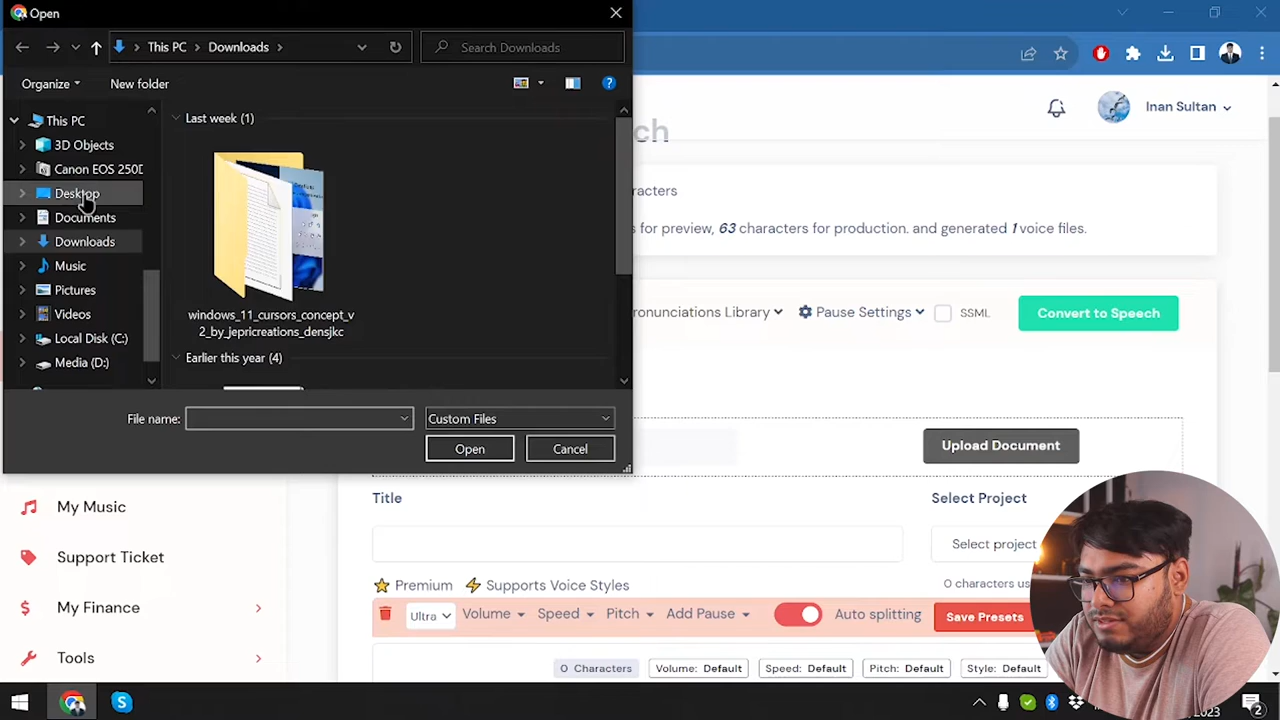 Open
This PC
Downloads
Search Downloads
Organize
New folder
This PC
3D Objects
Canon EOS 250D
Desktop
Documents
Downloads
Music
Pictures
Videos
Local Disk (C:)
Media (D:)
Last week (1)
windows_11_cursors_concept_v
2_by_jepricreations_densjkc
Earlier this year (4)
File name:
Custom Files
Open
Cancel
Inan Sultan
ch
s for preview, 63 characters for production. and generated 1 voice files.
Pause Settings
SSML
Convert to Speech
Upload Document
Title
Select Project
Select project
0 characters
Premium
Supports Voice Styles
Ultra
Volume
Speed
Pitch
Add Pause
Auto splitting
Save Presets
0 Characters
Volume: Default
Speed: Default
Pitch: Default
Style: Default
My Music
Support Ticket
My Finance
Tools
2023
2